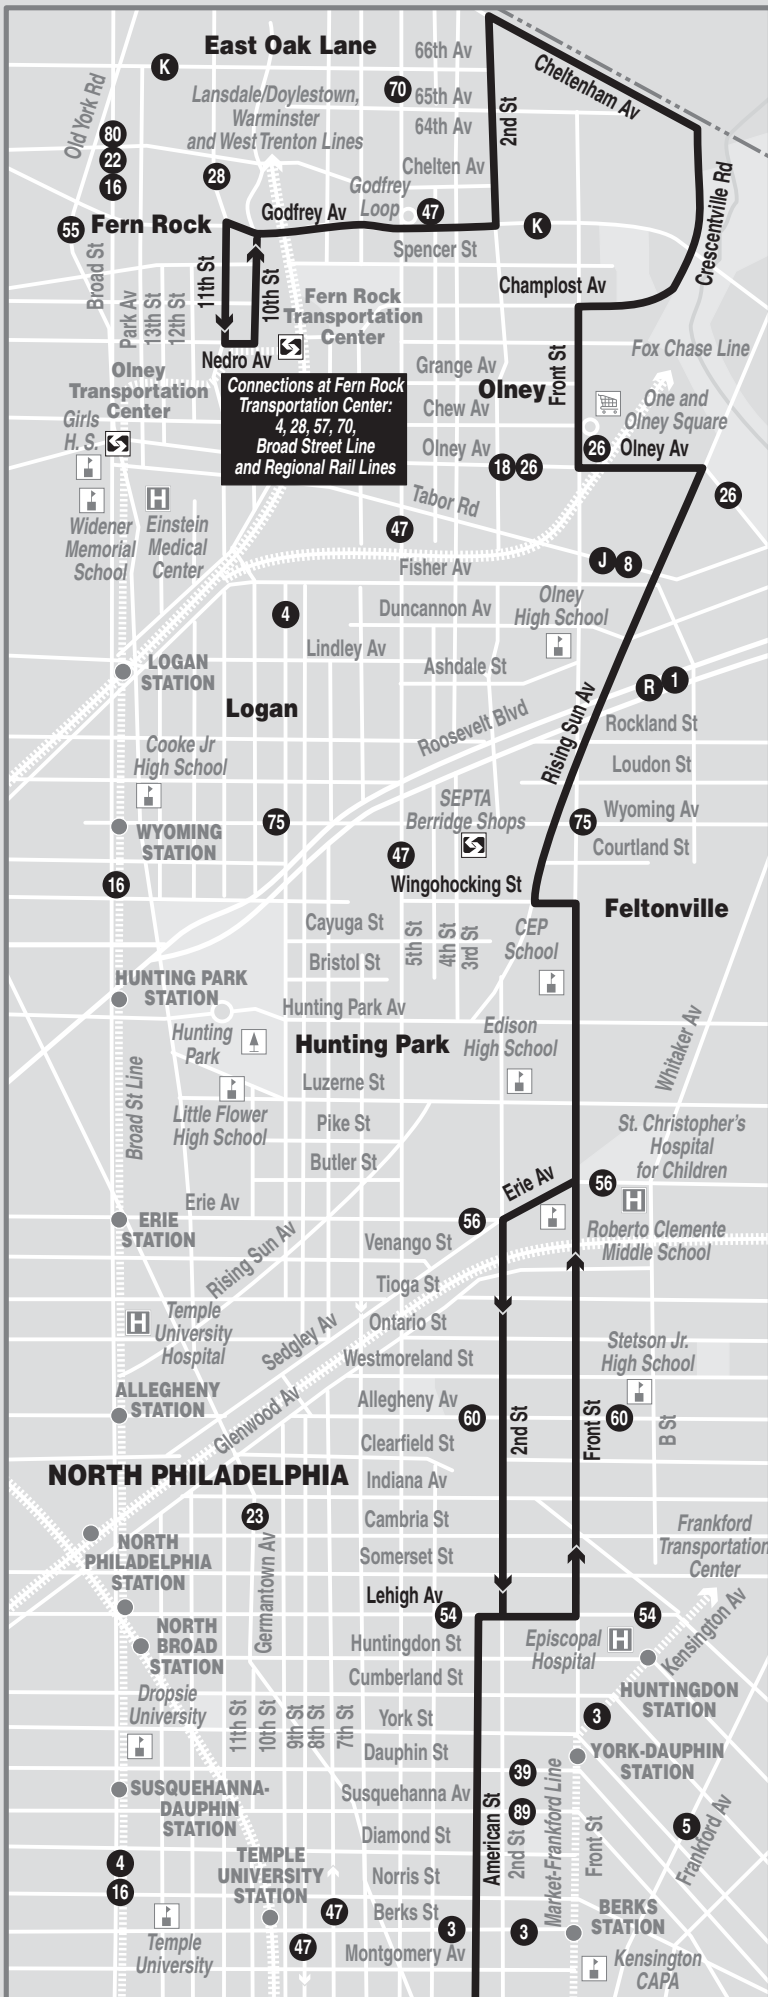 East Oak Lane
66th Av
K
Old York Rd
Lansdale/Doylestown,
Warminster
and West Trenton Lines
70
65th Av
64th Av
2nd St
Cheltenham Av
80
22
16
28
Chelten Av
Godfrey
Loop
47
Crescentville Rd
55
Fern Rock
Godfrey Av
K
Spencer St
Broad St
Park Av
13th St
12th St
11th St
10th St
Champlost Av
Fern Rock
Transportation
Center
Nedro Av
Front St
Fox Chase Line
Olney
Transportation
Center
Girls
H. S.
Grange Av
Olney
Chew Av
Connections at Fern Rock
Transportation Center:
4, 28, 57, 70,
Broad Street Line
and Regional Rail Lines
One and
Olney Square
Olney Av
18
26
26
Olney Av
26
H
Widener
Memorial
School
Einstein
Medical
Center
Tabor Rd
47
Fisher Av
J
8
4
Duncannon Av
Olney
High School
Lindley Av
Ashdale St
LOGAN
STATION
Logan
Roosevelt Blvd
Rising Sun Av
R
1
Rockland St
Loudon St
Cooke Jr
High School
SEPTA
Berridge Shops
WYOMING
STATION
75
75
Wyoming Av
Courtland St
47
16
Wingohocking St
Feltonville
Cayuga St
Bristol St
5th St
4th St
3rd St
CEP
School
HUNTING PARK
STATION
Hunting Park Av
Hunting
Park
Hunting Park
Edison
High School
Whitaker Av
Broad St Line
Luzerne St
Little Flower
High School
Pike St
Butler St
St. Christopher's
Hospital
for Children
Erie Av
Erie Av
56
H
ERIE
STATION
Rising Sun Av
56
Venango St
Roberto Clemente
Middle School
Tioga St
H
Temple
University
Hospital
Sedgley Av
Ontario St
Westmoreland St
Stetson Jr.
High School
ALLEGHENY
STATION
Glenwood Av
Allegheny Av
60
2nd St
Front St
60
B St
Clearfield St
NORTH PHILADELPHIA
Indiana Av
23
Cambria St
Germantown Av
Somerset St
Frankford
Transportation
Center
NORTH
PHILADELPHIA
STATION
Lehigh Av
54
54
Kensington Av
NORTH
BROAD
STATION
Huntingdon St
Episcopal
Hospital
H
Cumberland St
HUNTINGDON
STATION
Dropsie
University
11th St
10th St
9th St
8th St
7th St
York St
3
Dauphin St
YORK-DAUPHIN
STATION
SUSQUEHANNA-
DAUPHIN
STATION
39
Susquehanna Av
89
American St
2nd St
Market-Frankford Line
Front St
5
Frankford Av
Diamond St
4
16
TEMPLE
UNIVERSITY
STATION
Norris St
47
Berks St
3
3
BERKS
STATION
Temple
University
47
Montgomery Av
Kensington
CAPA